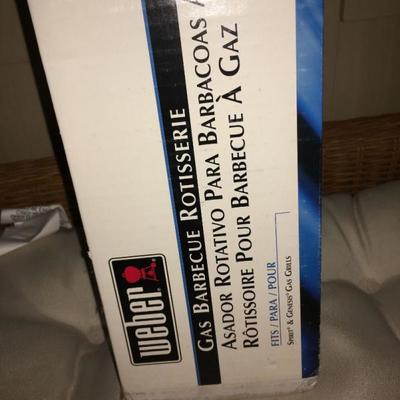 weber®
GAS BARBECUE ROTISSERIE
ASADOR ROTATIVO PARA BARBACOAS
RÔTISSOIRE POUR BARBECUE À GAZ
FITS / PARA / POUR
SPIRIT® & GENESIS® GAS GRILLS